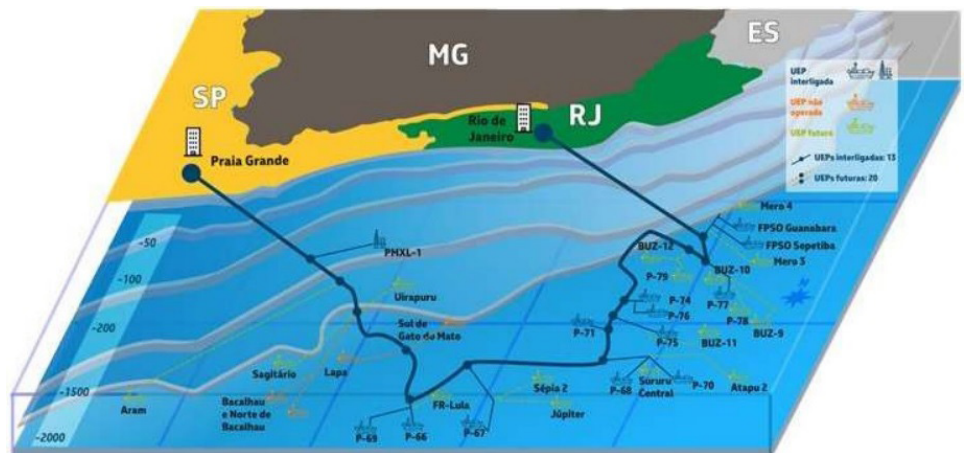 ES
MG
SP
RJ
Rio de
Janeiro
Praia Grande
UEP
interligada
UEP não
operada
UEP futura
UEPs interligadas: 13
UEPs futuras: 20
-50
-100
-200
-1500
-2000
PHXL-1
Mero 4
FPSO Guanabara
FPSO Sepetiba
Mero 3
BUZ-12
BUZ-10
P-79
P-77
P-78
BUZ-9
N
P-74
P-76
P-71
P-75
BUZ-11
Uirapuru
Sul de
Gato do Mato
Sagitário
Lapa
Aram
Bacalhau
e Norte de
Bacalhau
FR-Lula
Sépia 2
Júpiter
P-68
Sururu
Central
P-70
Atapu 2
P-69
P-66
P-67